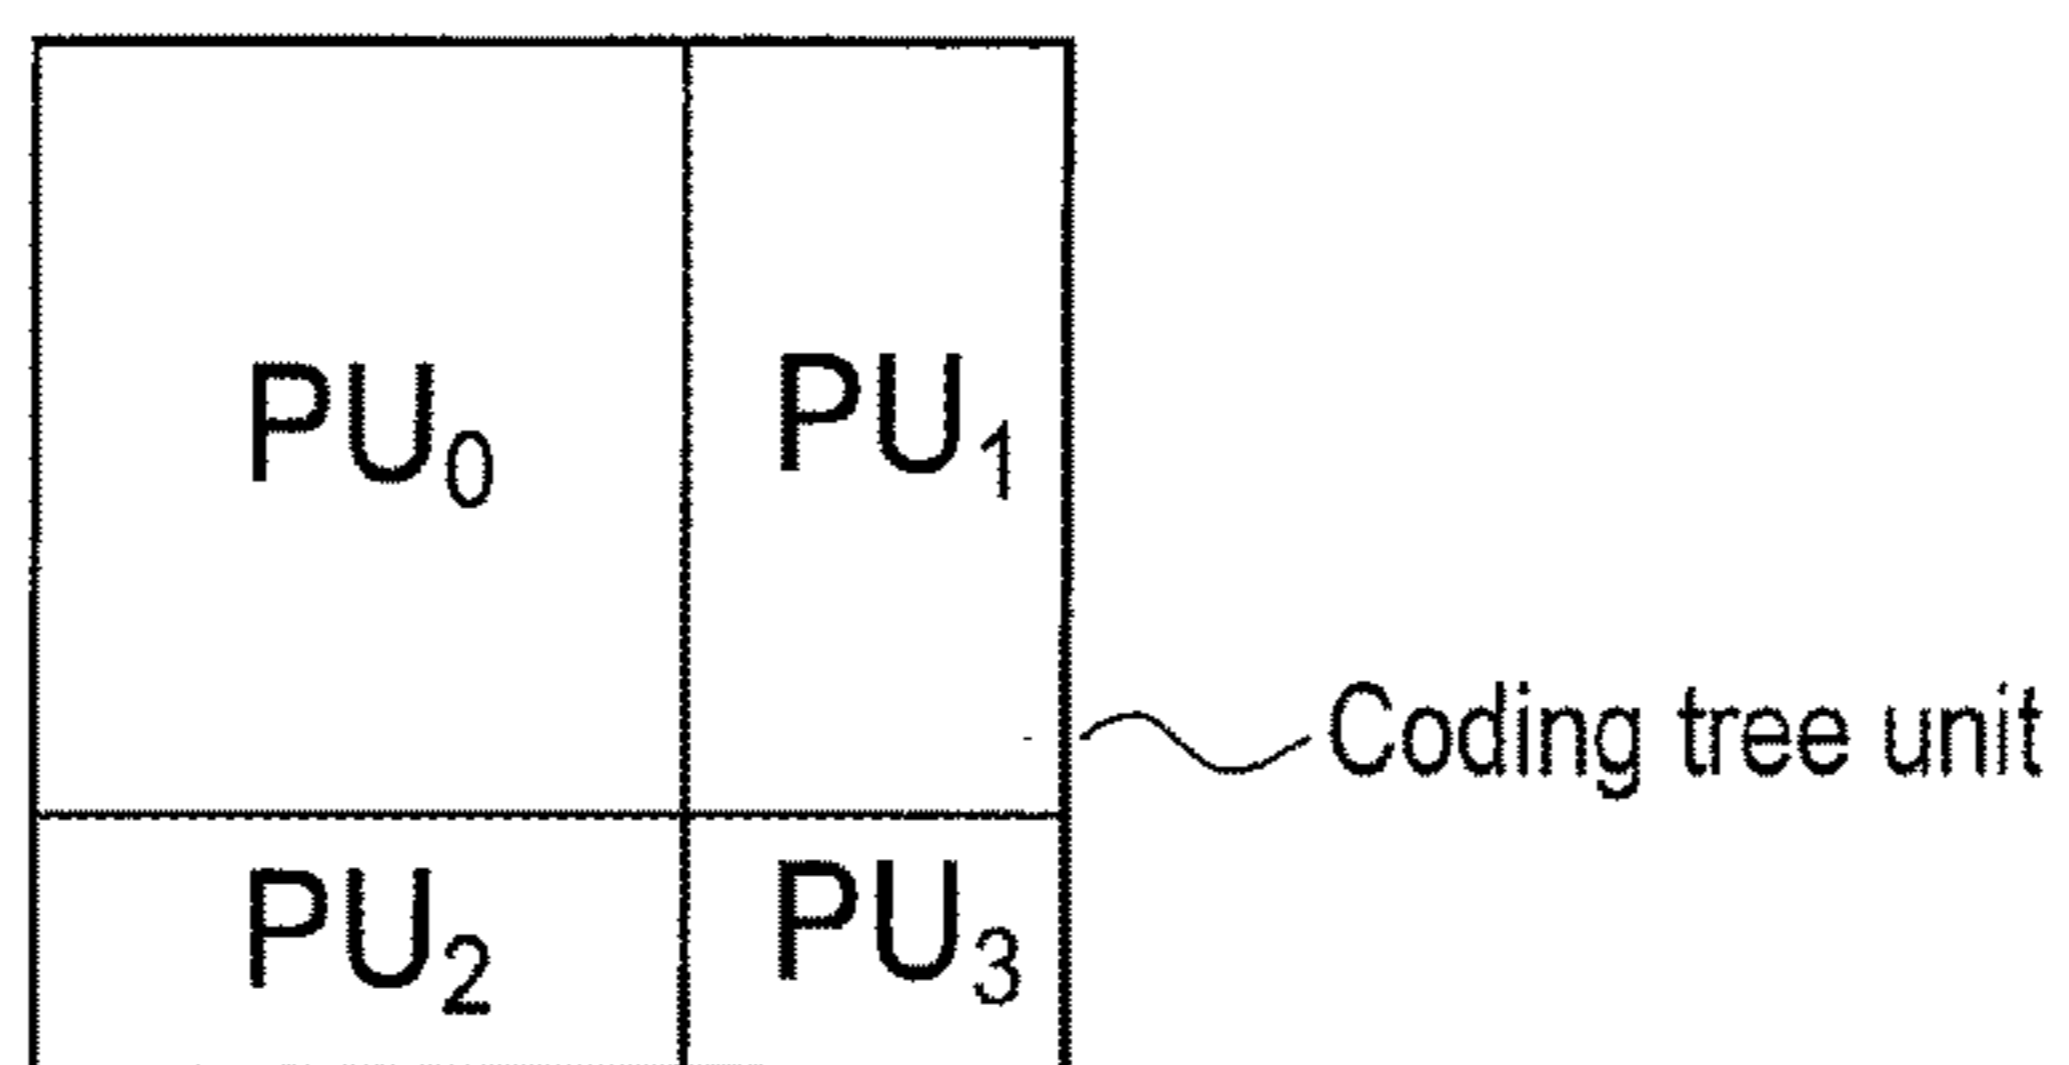 PU₀ PU₁
Coding tree unit
PU₂ PU₃